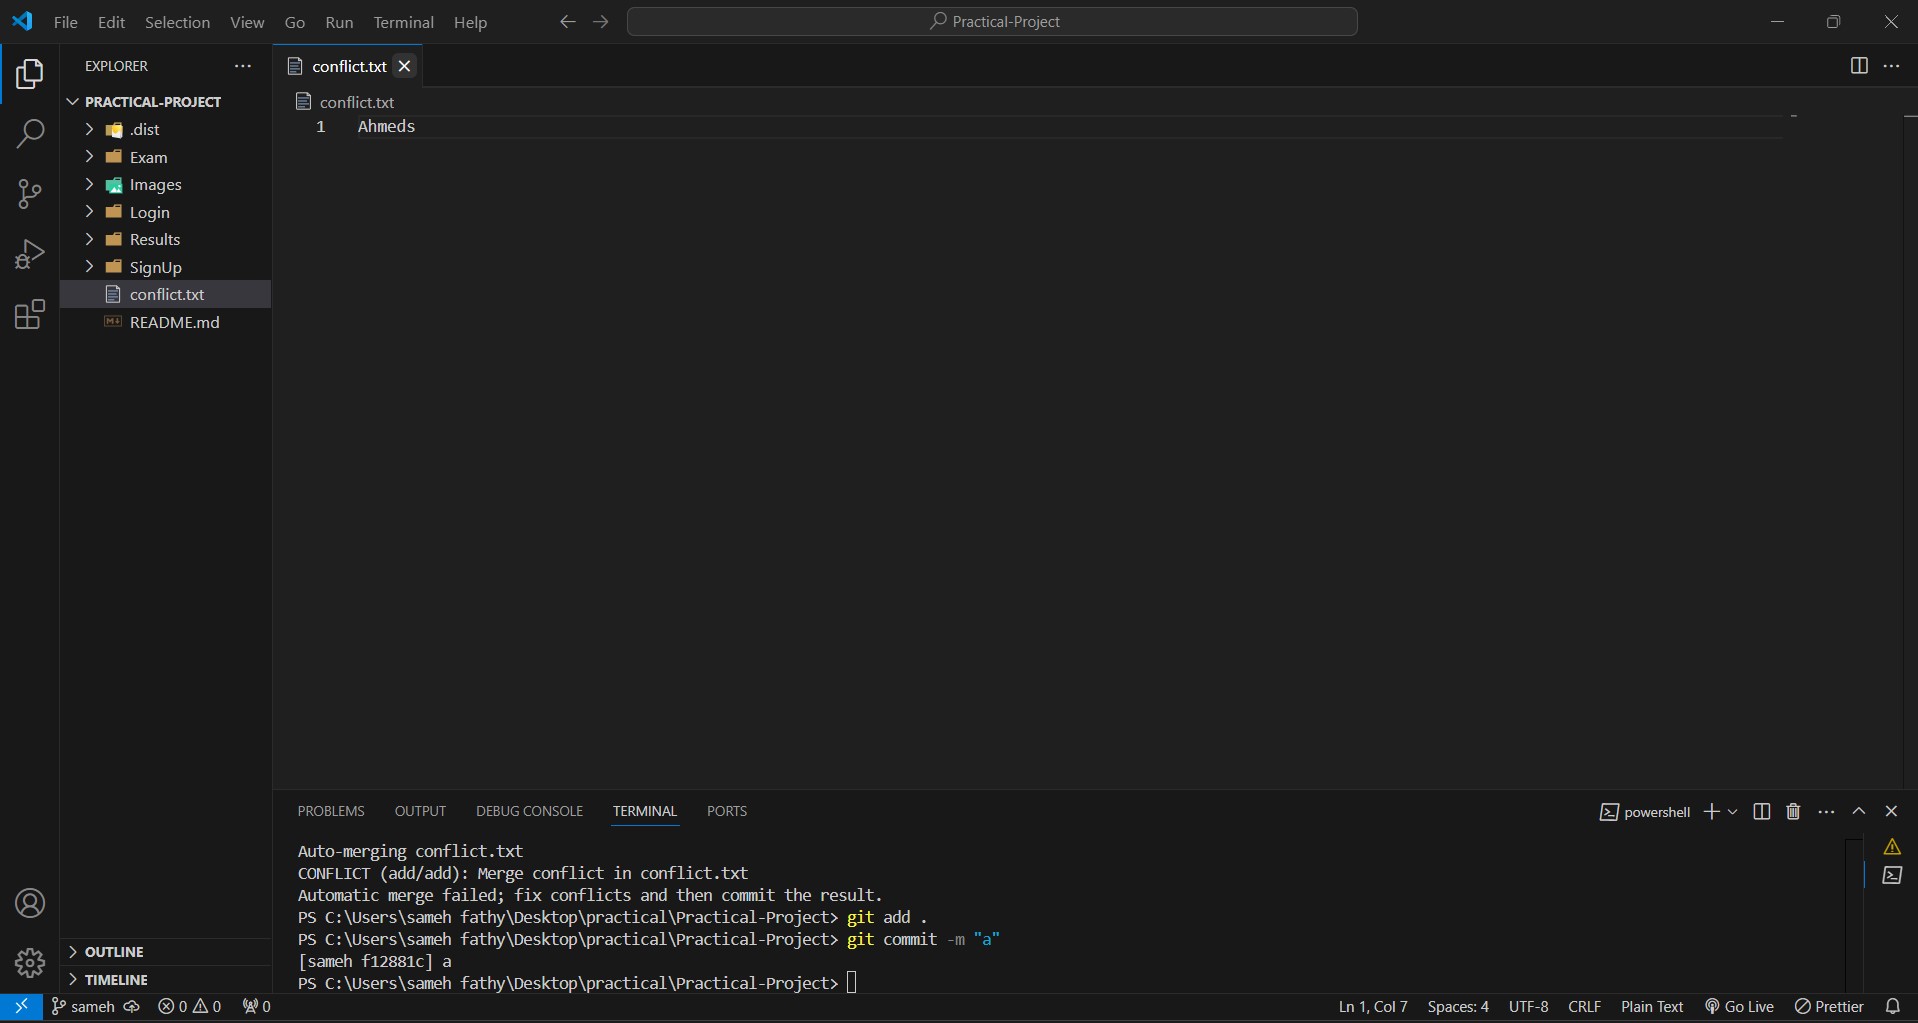 File Edit Selection View Go Run Terminal Help
Practical-Project
EXPLORER
conflict.txt
PRACTICAL-PROJECT
conflict.txt
.dist
1 Ahmeds
Exam
Images
Login
Results
SignUp
conflict.txt
README.md
PROBLEMS OUTPUT DEBUG CONSOLE TERMINAL PORTS
powershell
Auto-merging conflict.txt
CONFLICT (add/add): Merge conflict in conflict.txt
Automatic merge failed; fix conflicts and then commit the result.
PS C:\Users\sameh fathy\Desktop\practical\Practical-Project> git add .
PS C:\Users\sameh fathy\Desktop\practical\Practical-Project> git commit -m "a"
[sameh f12881c] a
PS C:\Users\sameh fathy\Desktop\practical\Practical-Project>
OUTLINE
TIMELINE
sameh 0 0 0
Ln 1, Col 7 Spaces: 4 UTF-8 CRLF Plain Text Go Live Prettier